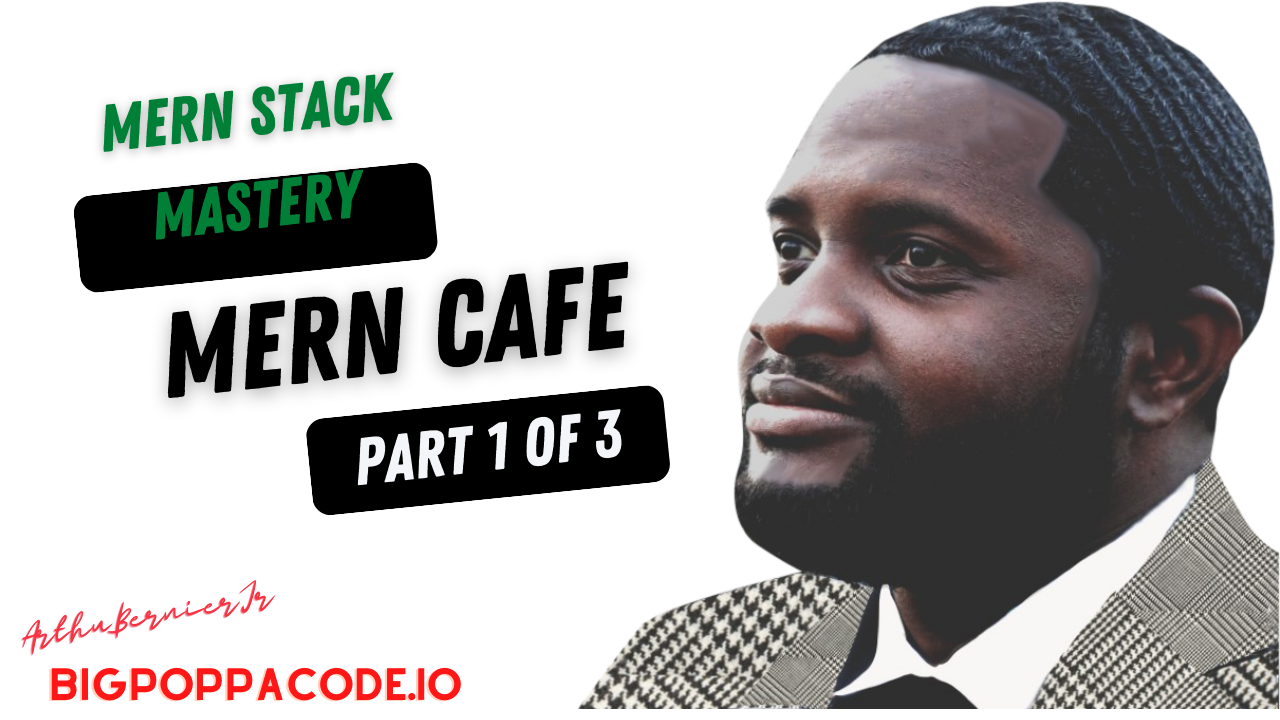 MERN STACK
MASTERY
MERN CAFE
PART 1 OF 3
ArthurBernierJr
BIGPOPPACODE.IO